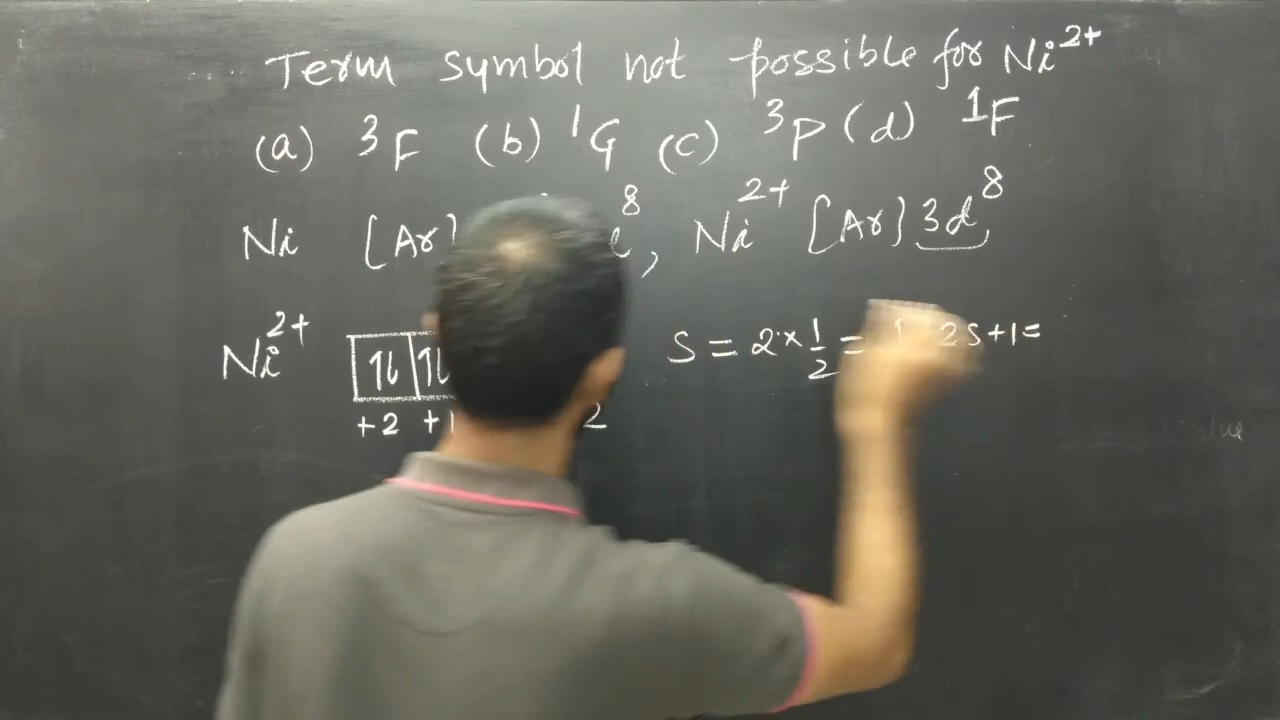 Term symbol not possible for Ni²⁺
(a) ³F (b) ¹G (c) ³P (d) ¹F
Ni [Ar] 8, Ni²⁺ [Ar] 3d⁸
Ni²⁺ 1l 1l S = 2 × 1/2 = 2S+1=
+2 +1 2